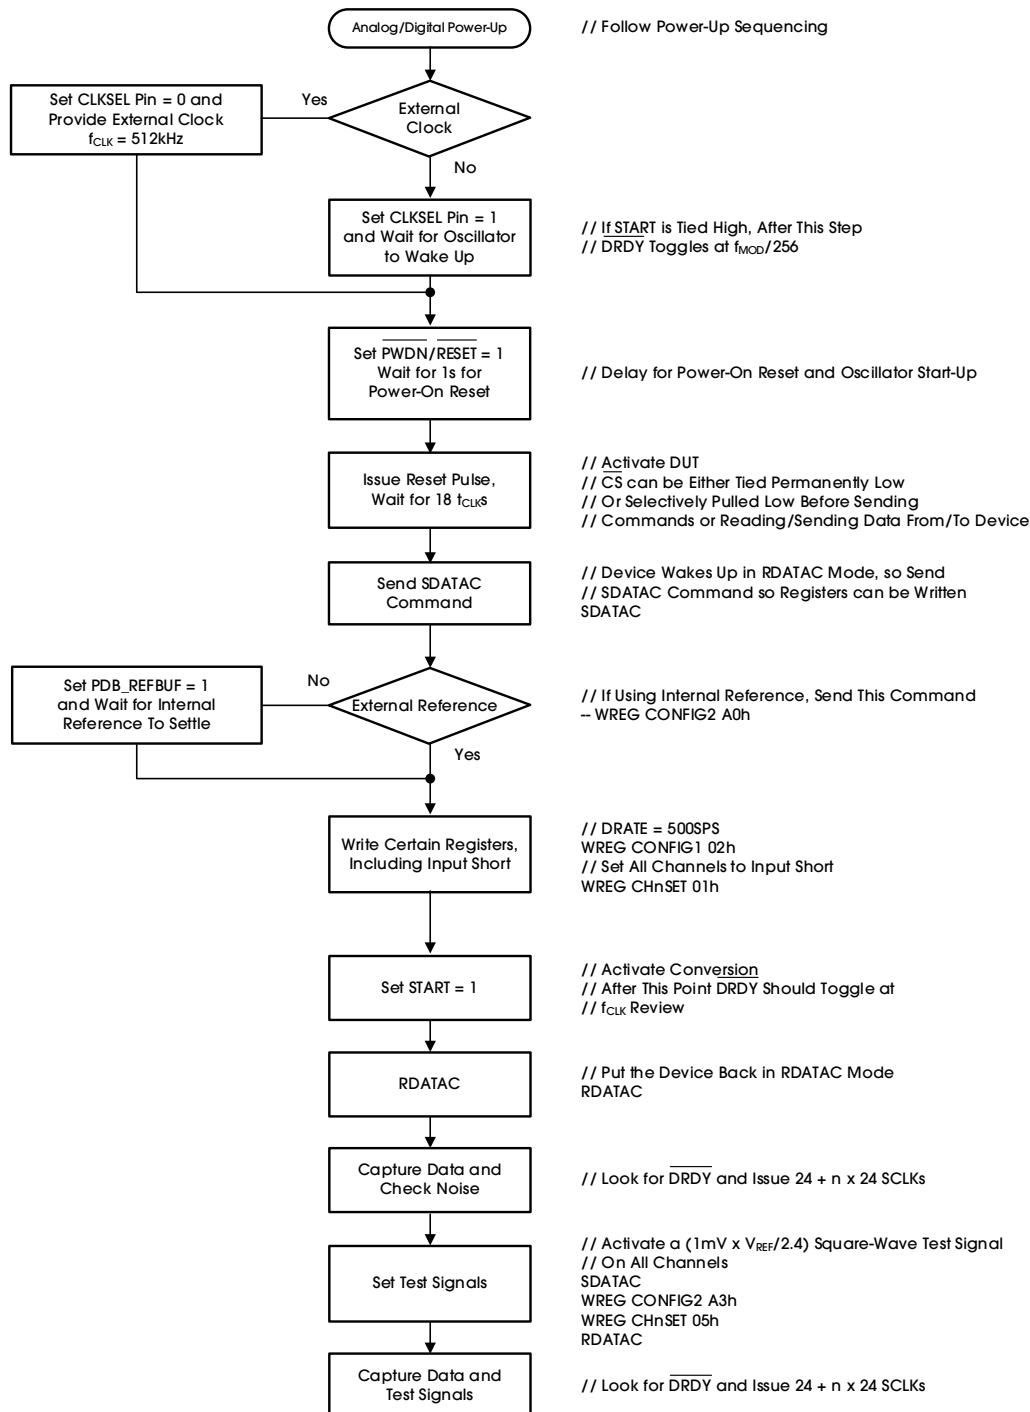 Analog/Digital Power-Up
// Follow Power-Up Sequencing
Set CLKSEL Pin = 0 and
Provide External Clock
fCLK = 512kHz
Yes
External
Clock
No
Set CLKSEL Pin = 1
and Wait for Oscillator
to Wake Up
// If START is Tied High, After This Step
// DRDY Toggles at fMOD/256
Set PWDN/RESET = 1
Wait for 1s for
Power-On Reset
// Delay for Power-On Reset and Oscillator Start-Up
Issue Reset Pulse,
Wait for 18 tCLKs
// Activate DUT
// CS can be Either Tied Permanently Low
// Or Selectively Pulled Low Before Sending
// Commands or Reading/Sending Data From/To Device
Send SDATAC
Command
// Device Wakes Up in RDATAC Mode, so Send
// SDATAC Command so Registers can be Written
SDATAC
Set PDB_REFBUF = 1
and Wait for Internal
Reference To Settle
No
External Reference
Yes
// If Using Internal Reference, Send This Command
-- WREG CONFIG2 A0h
Write Certain Registers,
Including Input Short
// DRATE = 500SPS
WREG CONFIG1 02h
// Set All Channels to Input Short
WREG CHnSET 01h
Set START = 1
// Activate Conversion
// After This Point DRDY Should Toggle at
// fCLK Review
RDATAC
// Put the Device Back in RDATAC Mode
RDATAC
Capture Data and
Check Noise
// Look for DRDY and Issue 24 + n x 24 SCLKs
Set Test Signals
// Activate a (1mV x VREF/2.4) Square-Wave Test Signal
// On All Channels
SDATAC
WREG CONFIG2 A3h
WREG CHnSET 05h
RDATAC
Capture Data and
Test Signals
// Look for DRDY and Issue 24 + n x 24 SCLKs